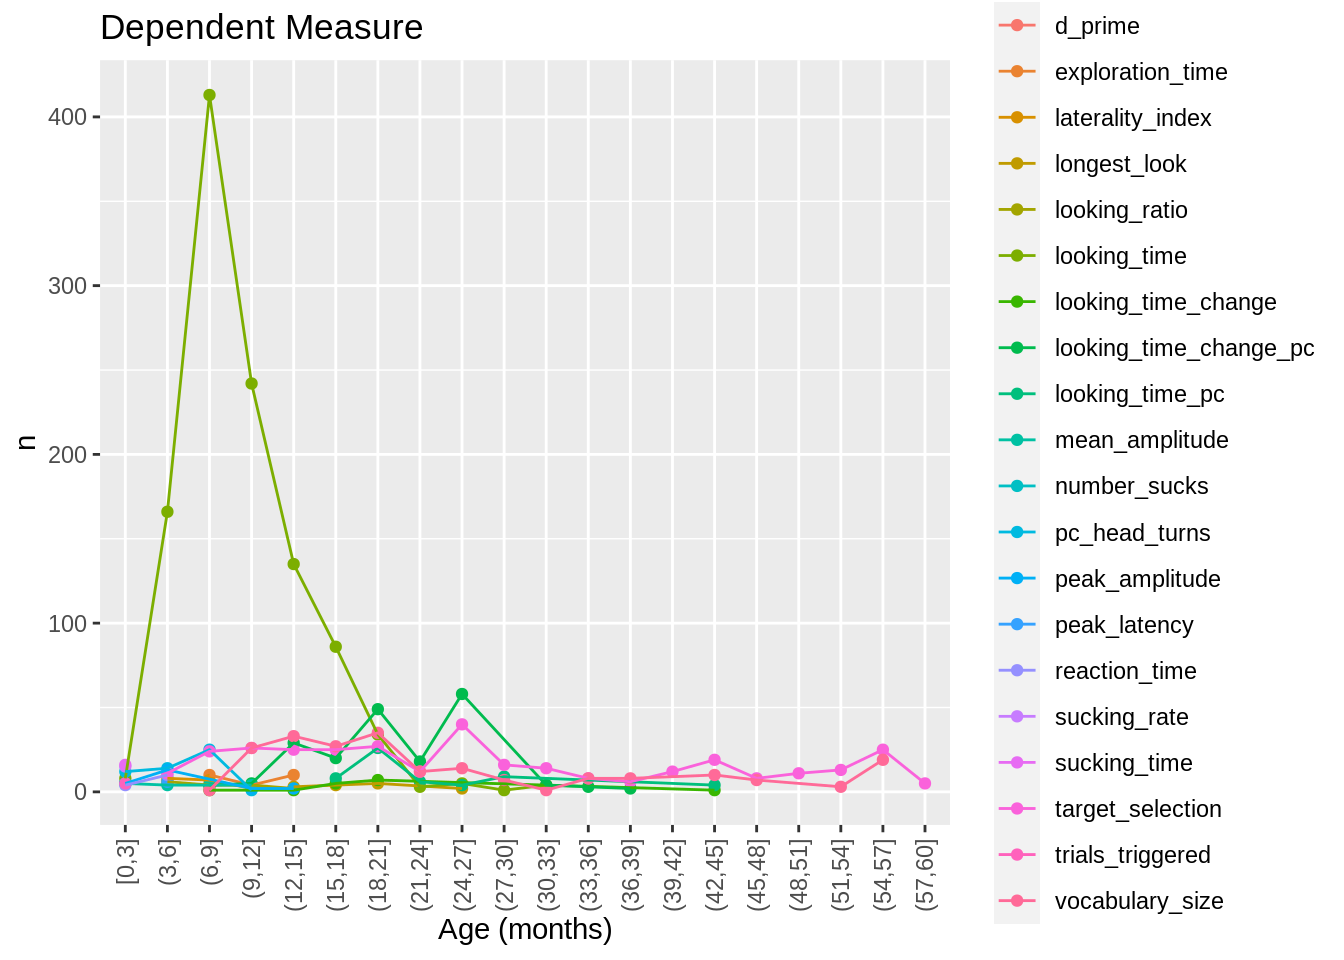 Dependent Measure
400
300
200
100
0
n
[0,3]
(3,6]
(6,9]
(9,12]
(12,15]
(15,18]
(18,21]
(21,24]
(24,27]
(27,30]
(30,33]
(33,36]
(36,39]
(39,42]
(42,45]
(45,48]
(48,51]
(51,54]
(54,57]
(57,60]
Age (months)
d_prime
exploration_time
laterality_index
longest_look
looking_ratio
looking_time
looking_time_change
looking_time_change_pc
looking_time_pc
mean_amplitude
number_sucks
pc_head_turns
peak_amplitude
peak_latency
reaction_time
sucking_rate
sucking_time
target_selection
trials_triggered
vocabulary_size